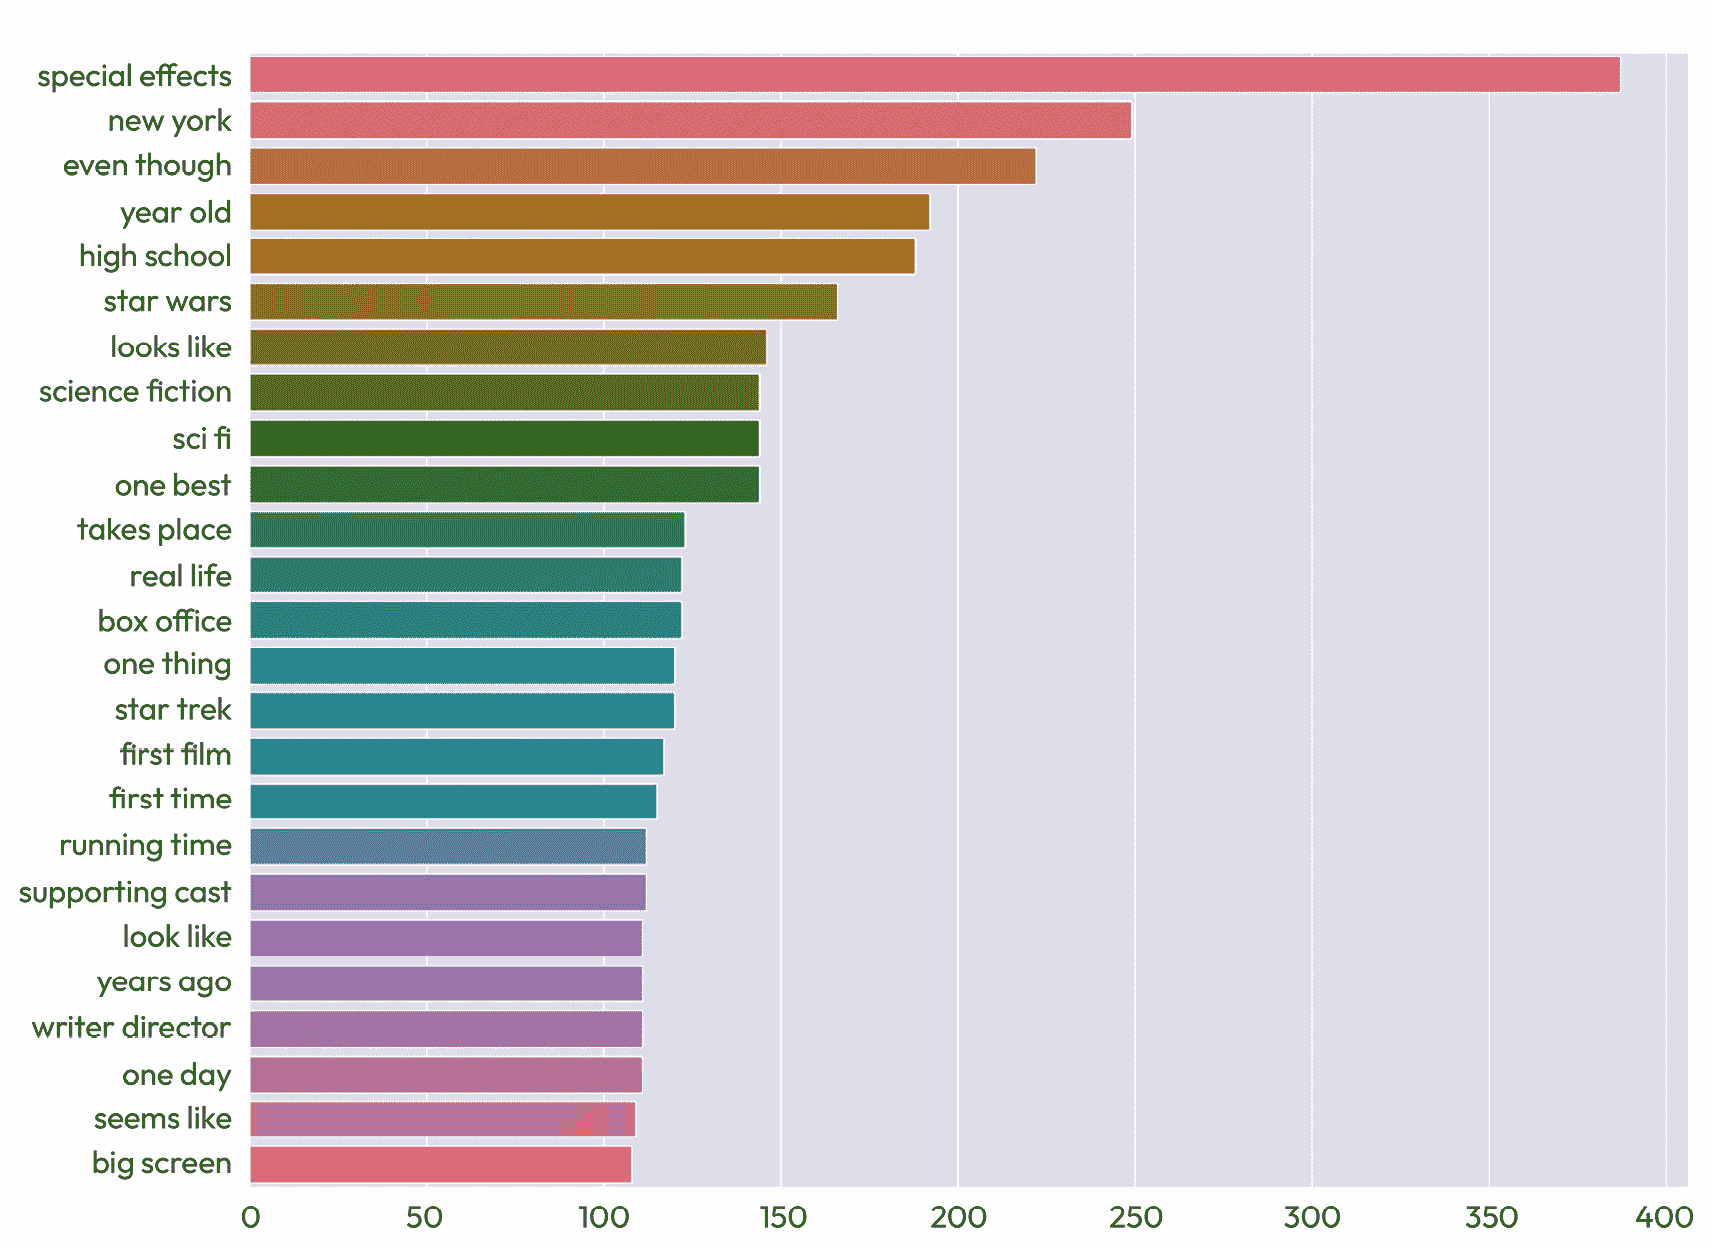 special effects
new york
even though
year old
high school
star wars
looks like
science fiction
sci fi
one best
takes place
real life
box office
one thing
star trek
first film
first time
running time
supporting cast
look like
years ago
writer director
one day
seems like
big screen
0 50 100 150 200 250 300 350 400